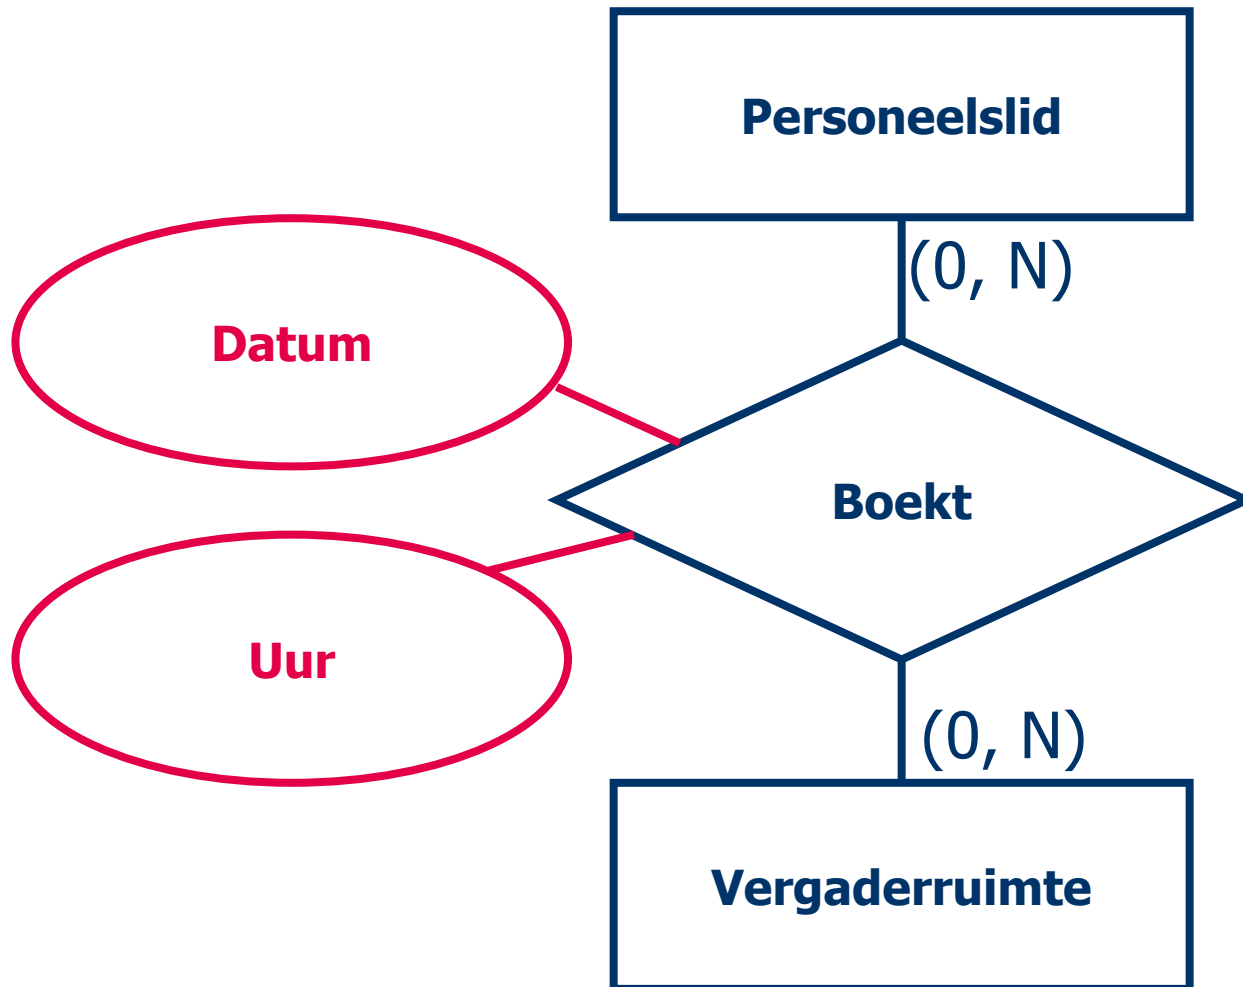 Personeelslid
(0, N)
Datum
Boekt
Uur
(0, N)
Vergaderruimte